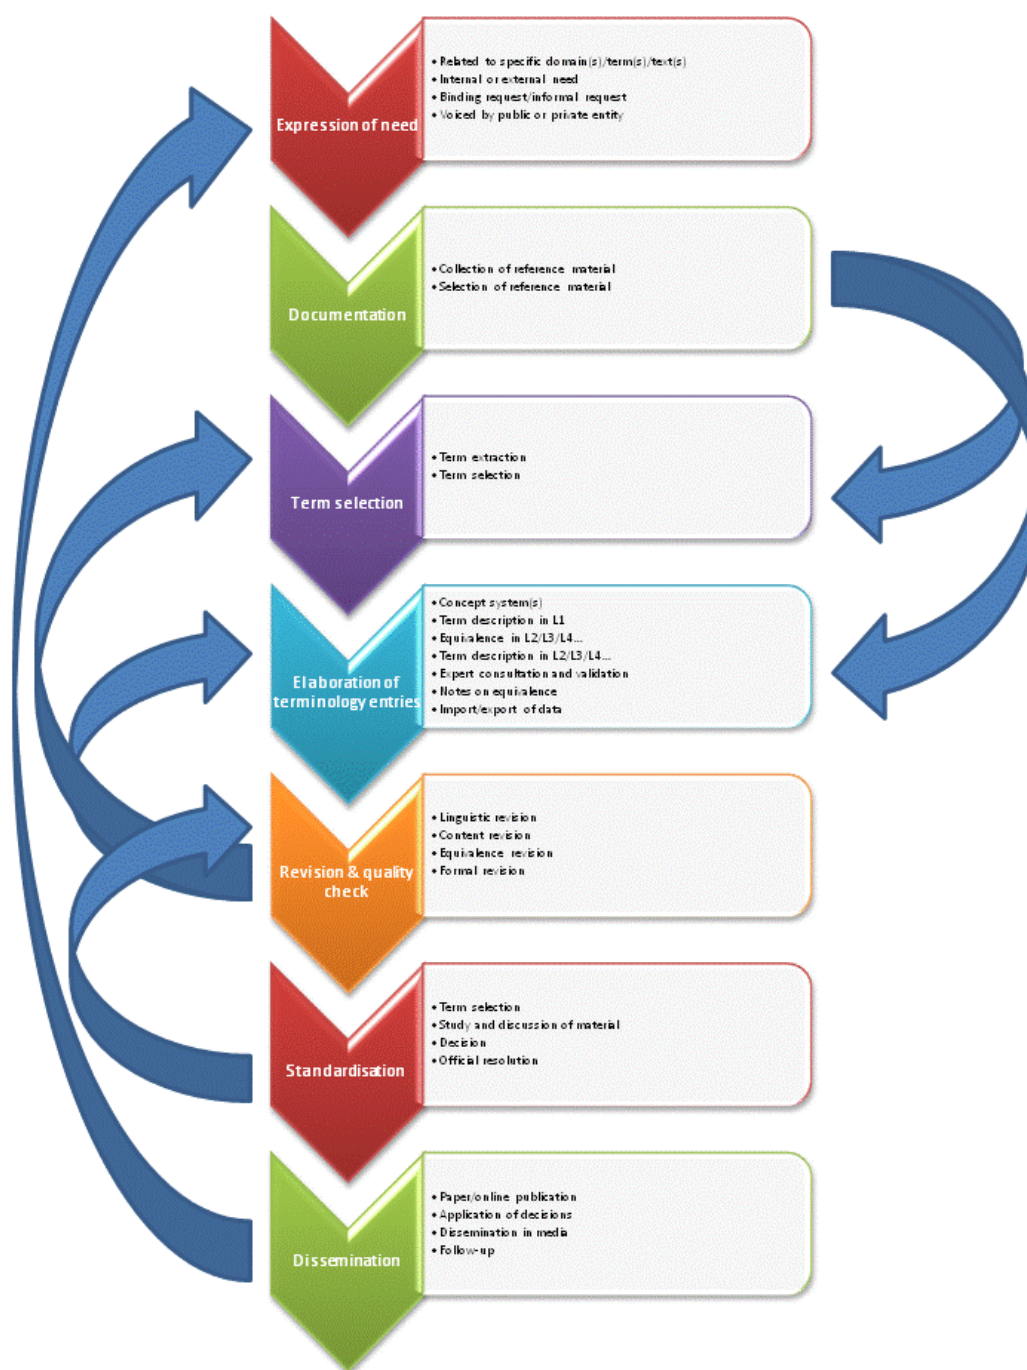 Expression of need
• Related to specific domain(s)/term(s)/text(s)
• Internal or external need
• Binding request/informal request
• Voiced by public or private entity
Documentation
• Collection of reference material
• Selection of reference material
Term selection
• Term extraction
• Term selection
Elaboration of
terminology entries
• Concept system(s)
• Term description in L1
• Equivalence in L2/L3/L4...
• Term description in L2/L3/L4...
• Expert consultation and validation
• Notes on equivalence
• Import/export of data
Revision & quality
check
• Linguistic revision
• Content revision
• Equivalence revision
• Formal revision
Standardisation
• Term selection
• Study and discussion of material
• Decision
• Official resolution
Dissemination
• Paper/online publication
• Application of decisions
• Dissemination in media
• Follow-up